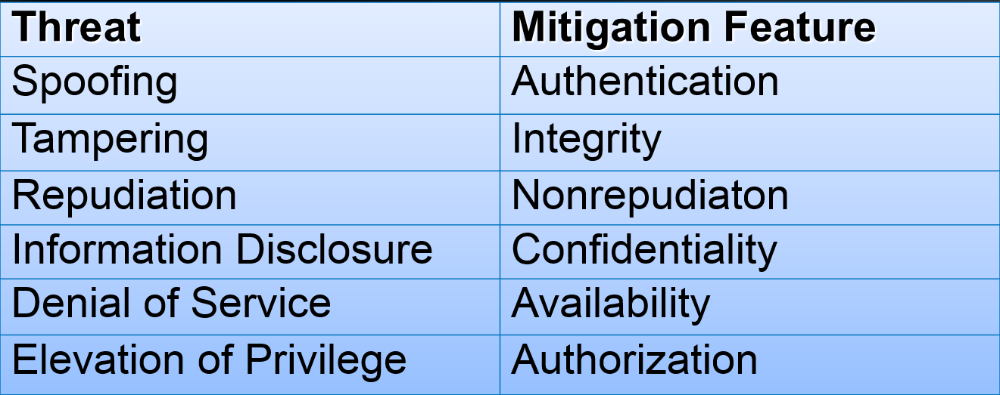 Threat Mitigation Feature
Spoofing Authentication
Tampering Integrity
Repudiation Nonrepudiaton
Information Disclosure Confidentiality
Denial of Service Availability
Elevation of Privilege Authorization